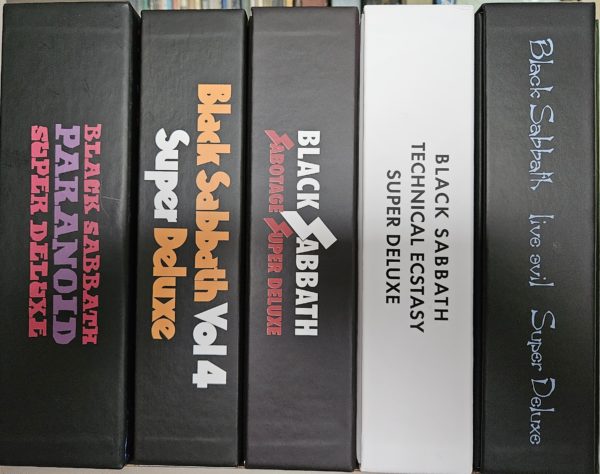 BLACK SABBATH
PARANOID
SUPER DELUXE
Black Sabbath Vol 4
Super Deluxe
BLACK SABBATH
SABOTAGE SUPER DELUXE
BLACK SABBATH
TECHNICAL ECSTASY
SUPER DELUXE
Black Sabbath live evil Super Deluxe